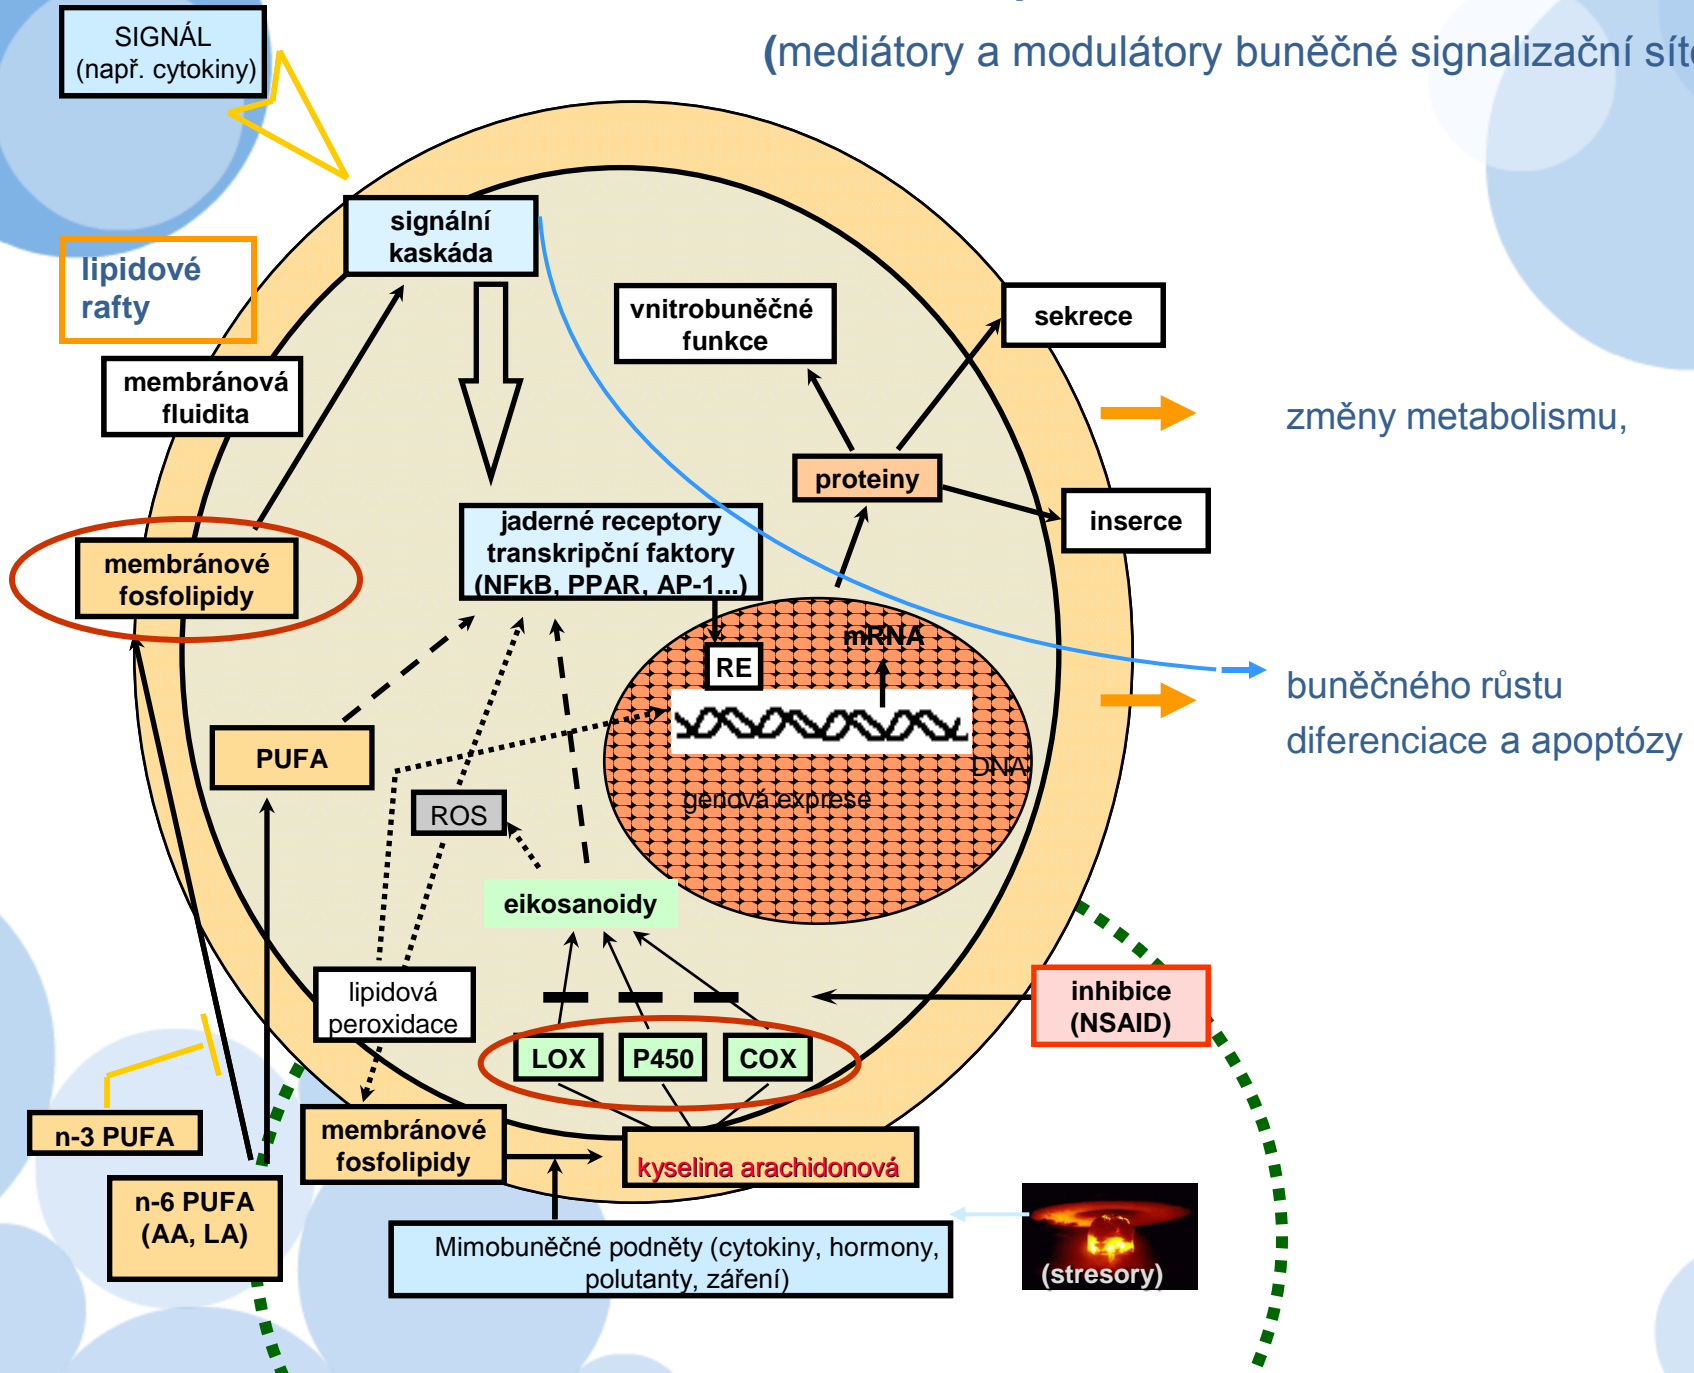 (mediátory a modulátory buněčné signalizační sítě
SIGNÁL
(např. cytokiny)
signální
kaskáda
lipidové
rafty
vnitrobuněčné
funkce
sekrece
membránová
fluidita
změny metabolismu,
proteiny
inserce
jaderné receptory
transkripční faktory
(NFkB, PPAR, AP-1...)
membránové
fosfolipidy
mRNA
RE
buněčného růstu
diferenciace a apoptózy
PUFA
DNA
genová exprese
ROS
eikosanoidy
lipidová
peroxidace
inhibice
(NSAID)
LOX
P450
COX
n-3 PUFA
membránové
fosfolipidy
kyselina arachidonová
n-6 PUFA
(AA, LA)
Mimobuněčné podněty (cytokiny, hormony,
polutanty, záření)
(stresory)